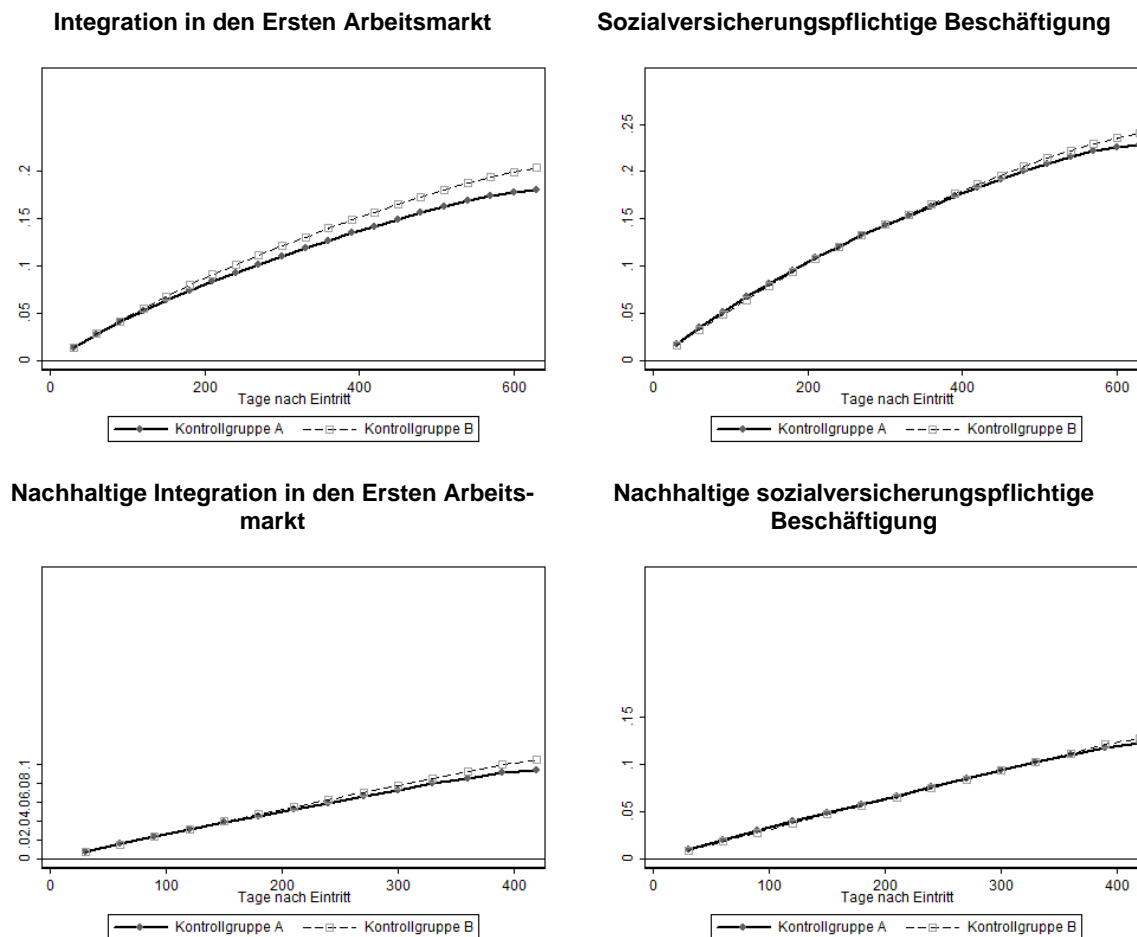 Integration in den Ersten Arbeitsmarkt
.2
.15
.1
.05
0
0 200 400 600
Tage nach Eintritt
Kontrollgruppe A Kontrollgruppe B
Sozialversicherungspflichtige Beschäftigung
.25
.2
.15
.1
.05
0
0 200 400 600
Tage nach Eintritt
Kontrollgruppe A Kontrollgruppe B
Nachhaltige Integration in den Ersten Arbeits-
markt
0 .02.04.06.08.1
0 100 200 300 400
Tage nach Eintritt
Kontrollgruppe A Kontrollgruppe B
Nachhaltige sozialversicherungspflichtige
Beschäftigung
.15
.1
.05
0
0 100 200 300 400
Tage nach Eintritt
Kontrollgruppe A Kontrollgruppe B